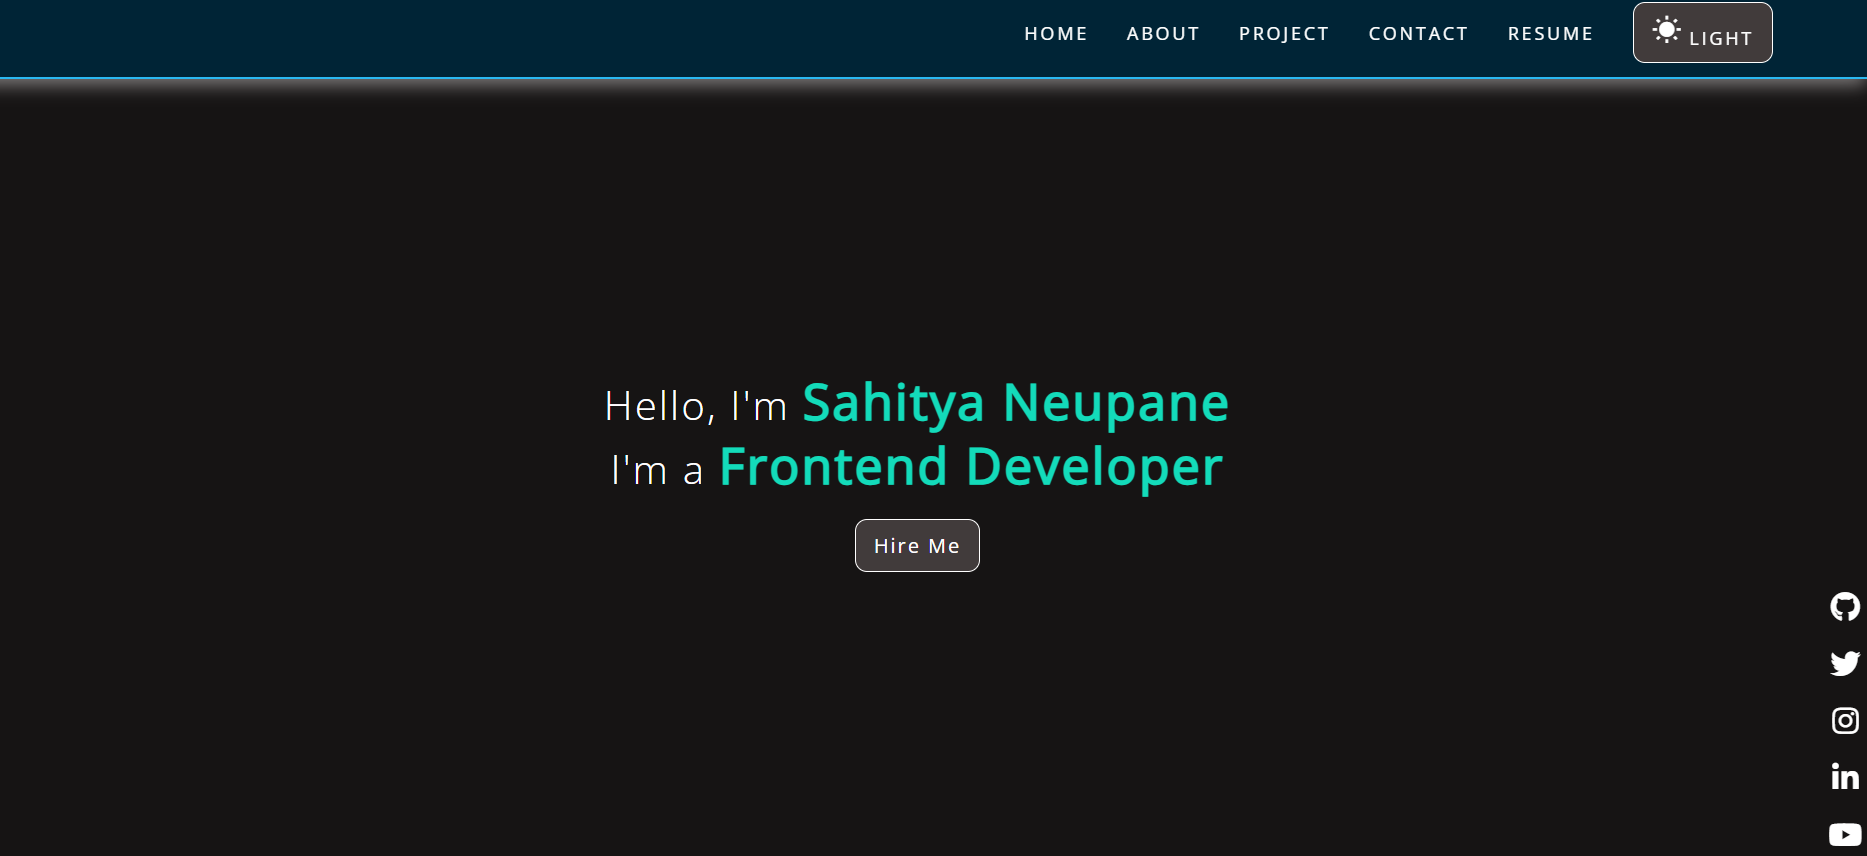 HOME ABOUT PROJECT CONTACT RESUME LIGHT
Hello, I'm Sahitya Neupane
I'm a Frontend Developer
Hire Me